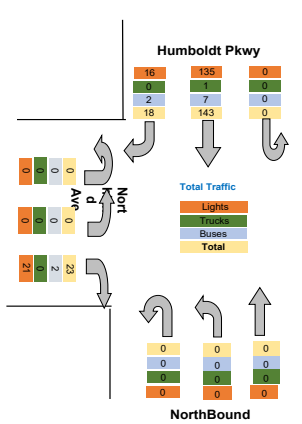 Humboldt Pkwy
16 135 0
0 1 0
2 7 0
18 143 0
Total Traffic
Lights
Trucks
Buses
Total
0 0 0 0
0 0 0 0
21 0 2 23
0 0 0
0 0 0
0 0 0
0 0 0
NorthBound